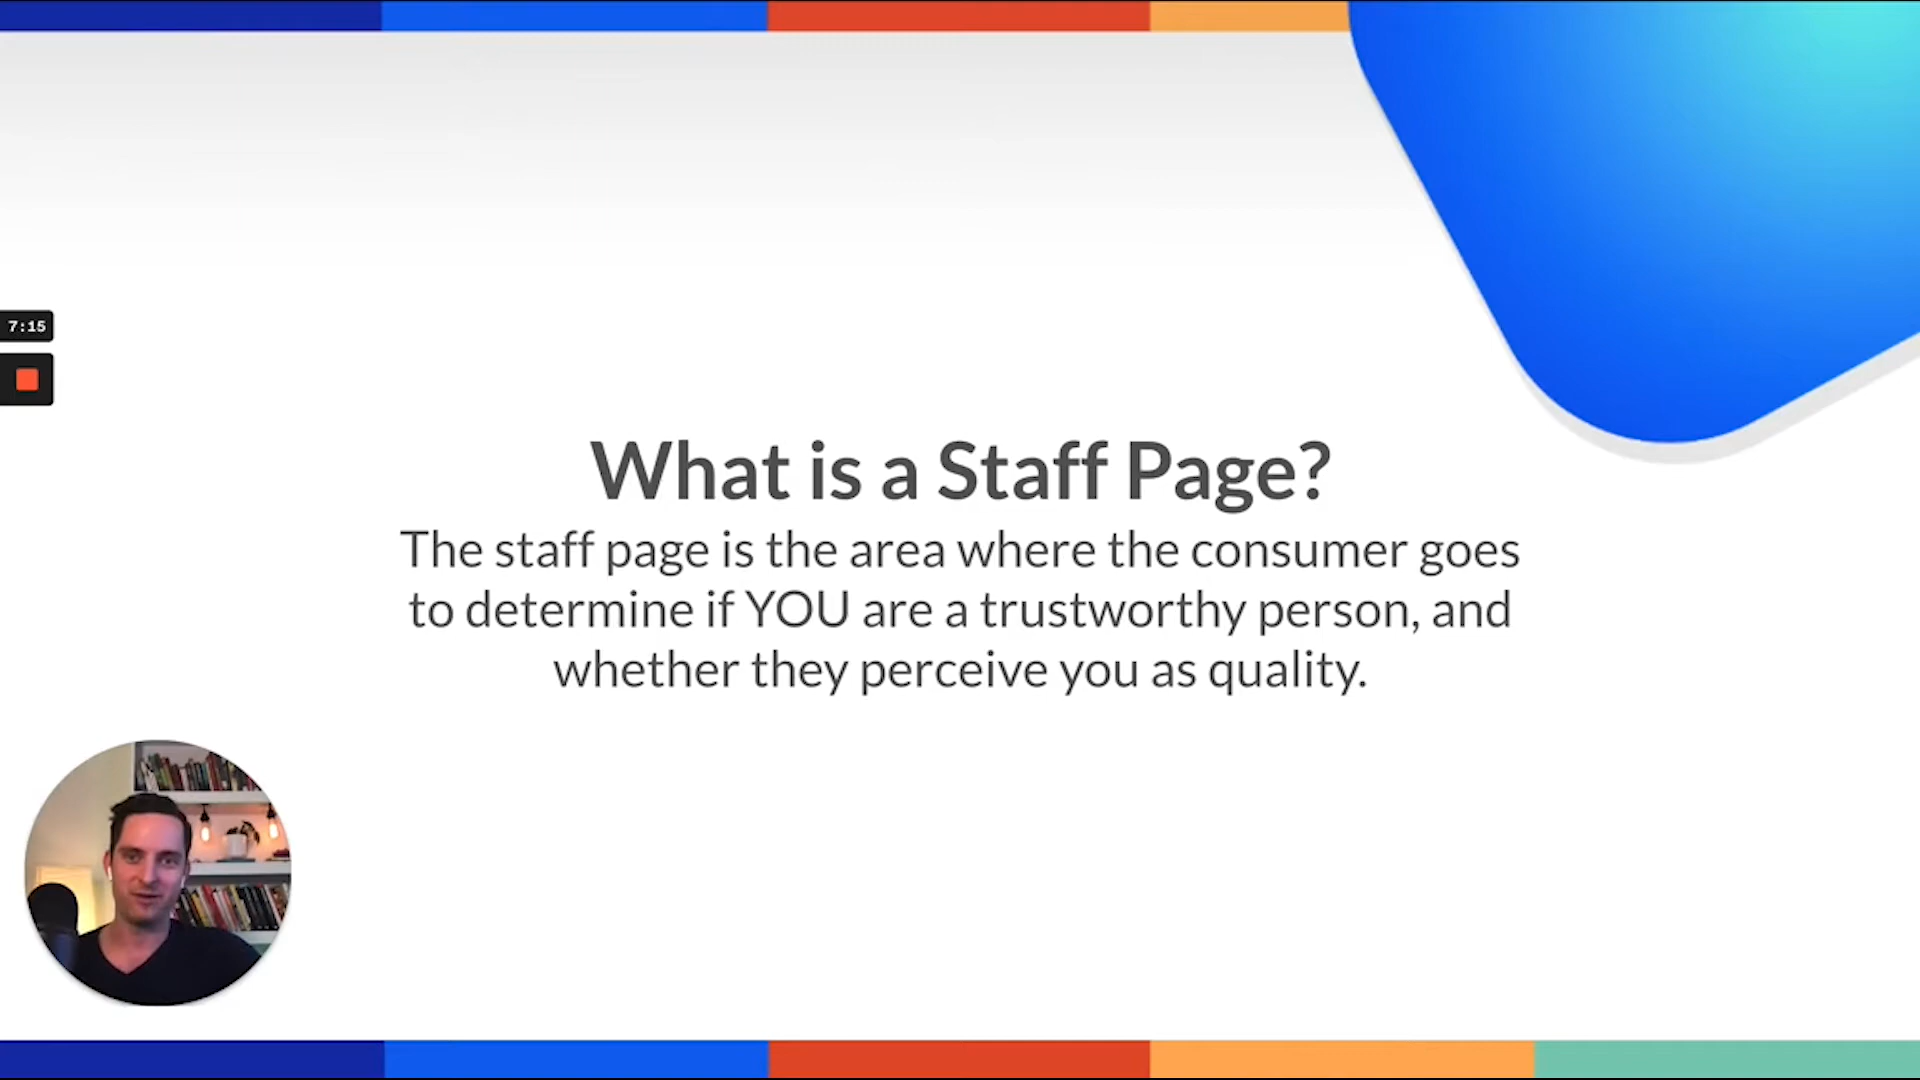 7:15
What is a Staff Page?
The staff page is the area where the consumer goes
to determine if YOU are a trustworthy person, and
whether they perceive you as quality.